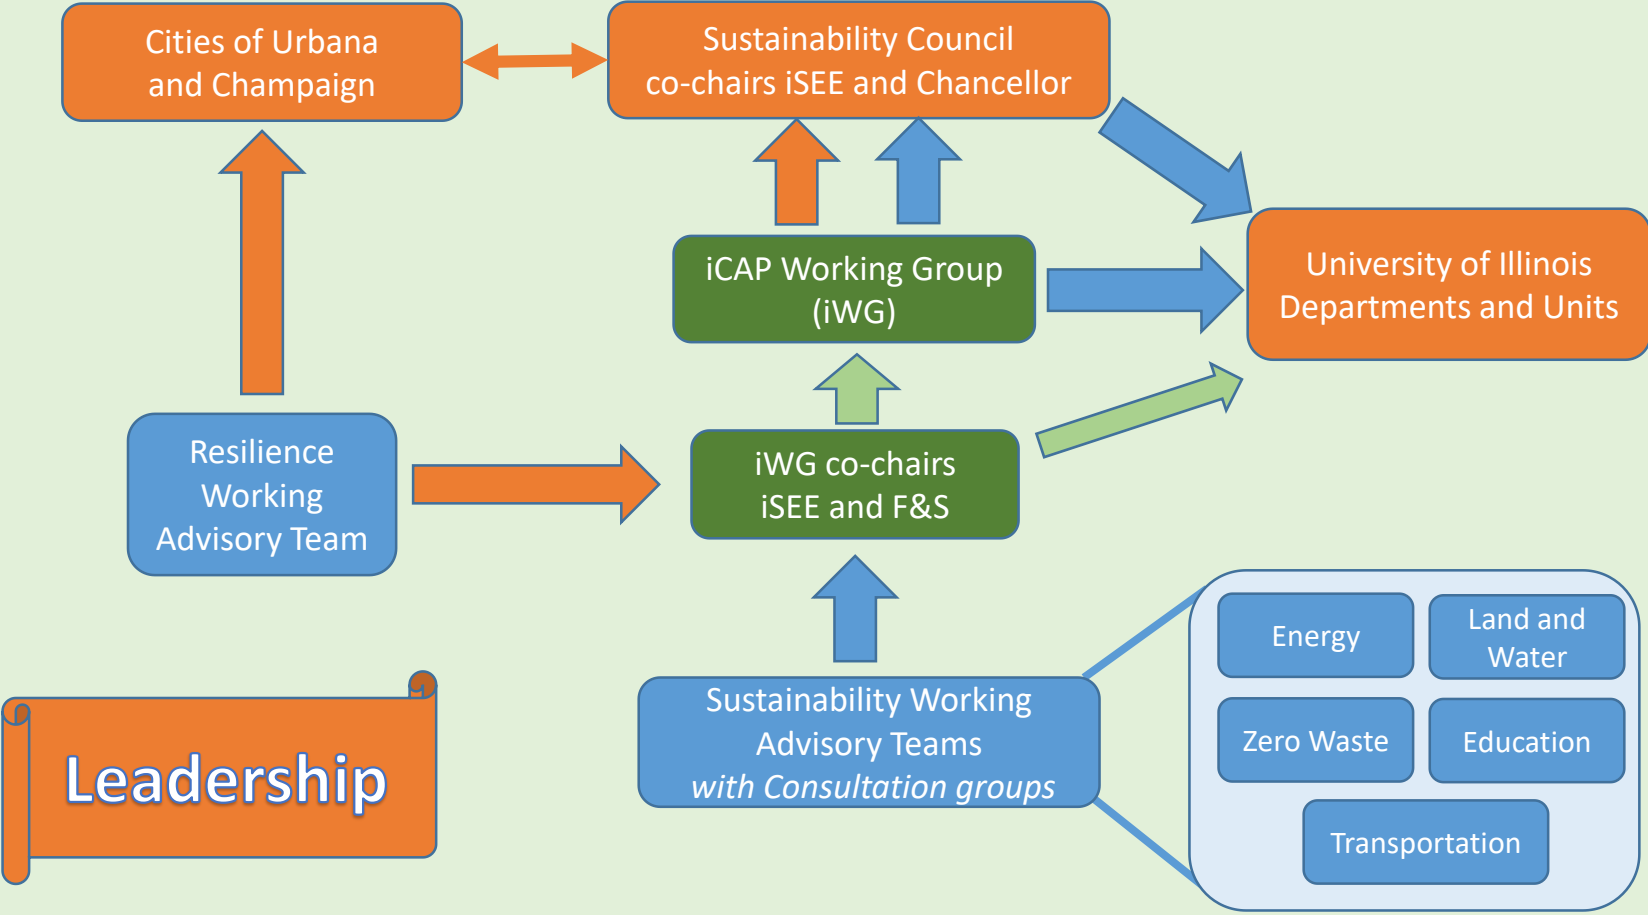 Cities of Urbana
and Champaign
Sustainability Council
co-chairs iSEE and Chancellor
iCAP Working Group
(iWG)
University of Illinois
Departments and Units
Resilience
Working
Advisory Team
iWG co-chairs
iSEE and F&S
Sustainability Working
Advisory Teams
with Consultation groups
Energy
Land and
Water
Zero Waste
Education
Transportation
Leadership